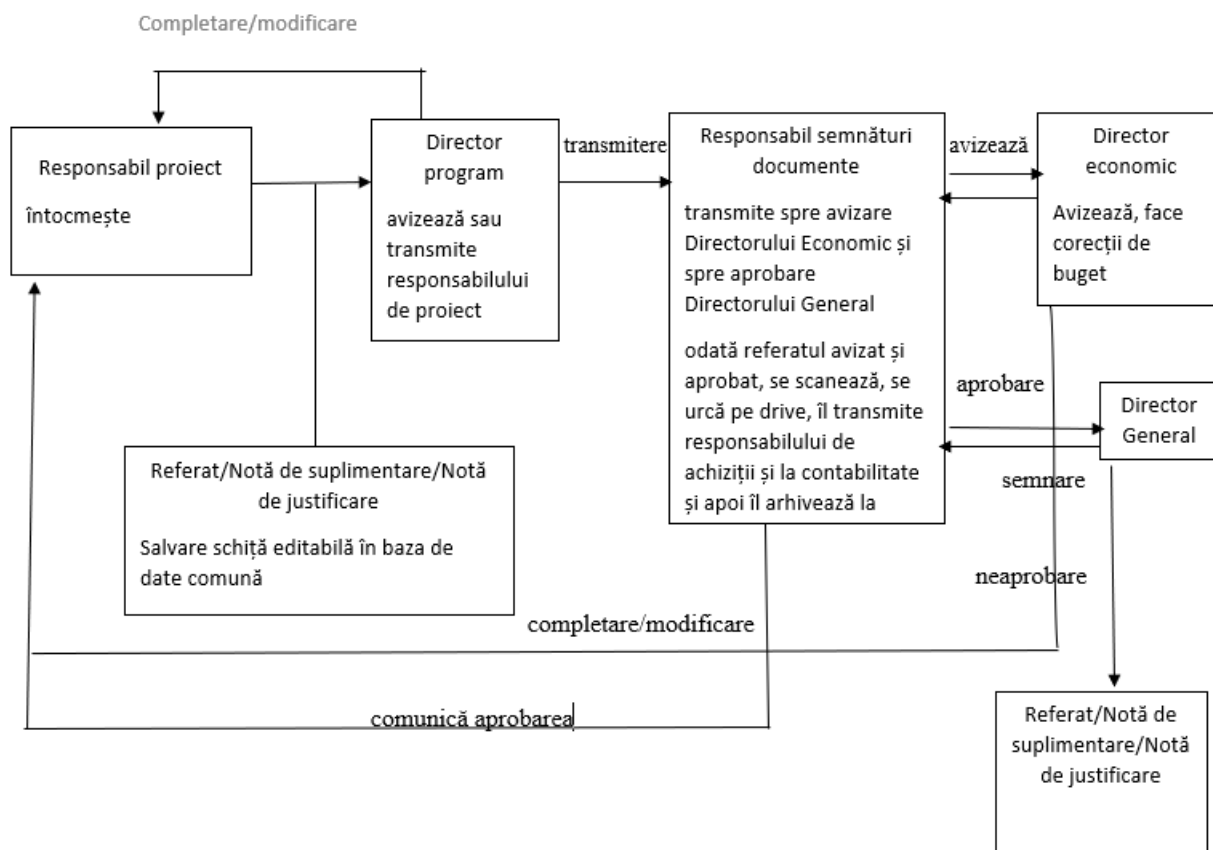 Completare/modificare
Responsabil proiect
întocmește
Director
program
avizează sau
transmite
responsabilului
de proiect
transmitere
Responsabil semnături
documente
transmite spre avizare
Directorului Economic și
spre aprobare
Directorului General
odată referatul avizat și
aprobat, se scanează, se
urcă pe drive, îl transmite
responsabilului de
achiziții și la contabilitate
și apoi îl arhivează la
avizează
Director
economic
Avizează, face
corecții de
buget
aprobare
Director
General
semnare
Referat/Notă de suplimentare/Notă
de justificare
Salvare schiță editabilă în baza de
date comună
neaprobare
completare/modificare
comunică aprobarea
Referat/Notă de
suplimentare/Notă
de justificare